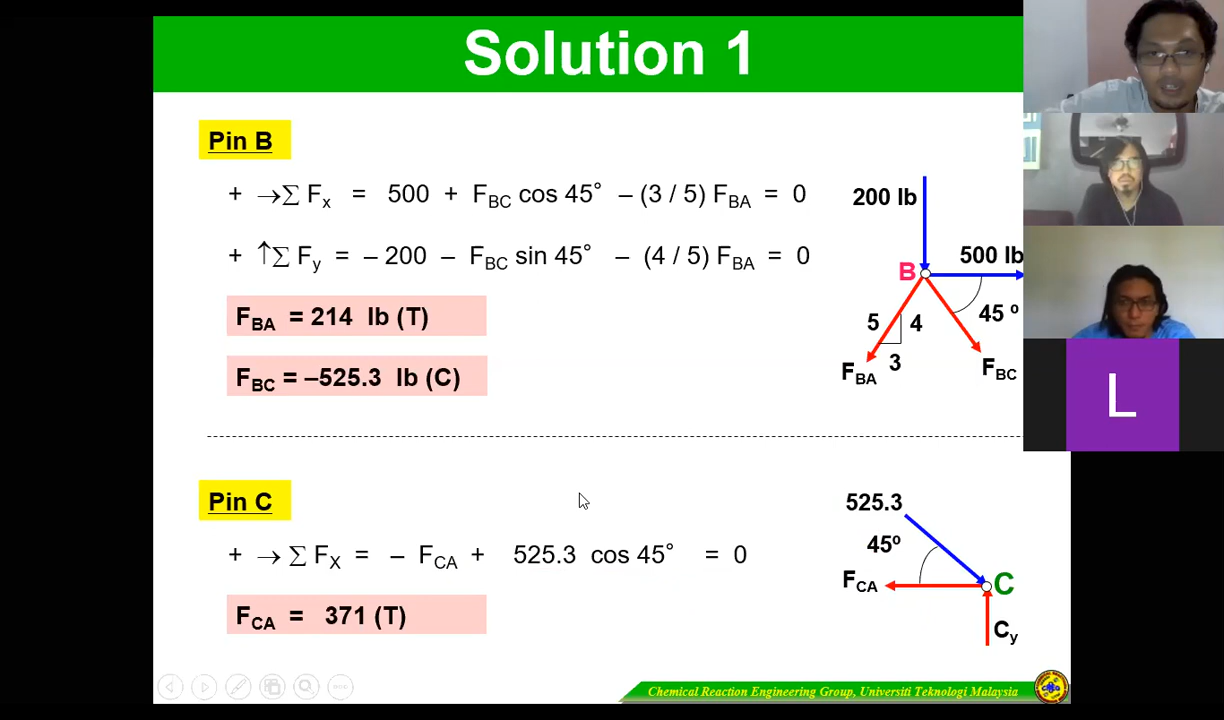 Solution 1
Pin B
+ →∑ Fx = 500 + FBC cos 45° – (3 / 5) FBA = 0
+ ↑∑ Fy = – 200 – FBC sin 45° – (4 / 5) FBA = 0
FBA = 214 lb (T)
FBC = –525.3 lb (C)
200 lb
B
500 lb
45 º
5
4
3
FBA
FBC
Pin C
+ → ∑ FX = – FCA + 525.3 cos 45° = 0
FCA = 371 (T)
525.3
45º
FCA
C
Cy
L
Chemical Reaction Engineering Group, Universiti Teknologi Malaysia